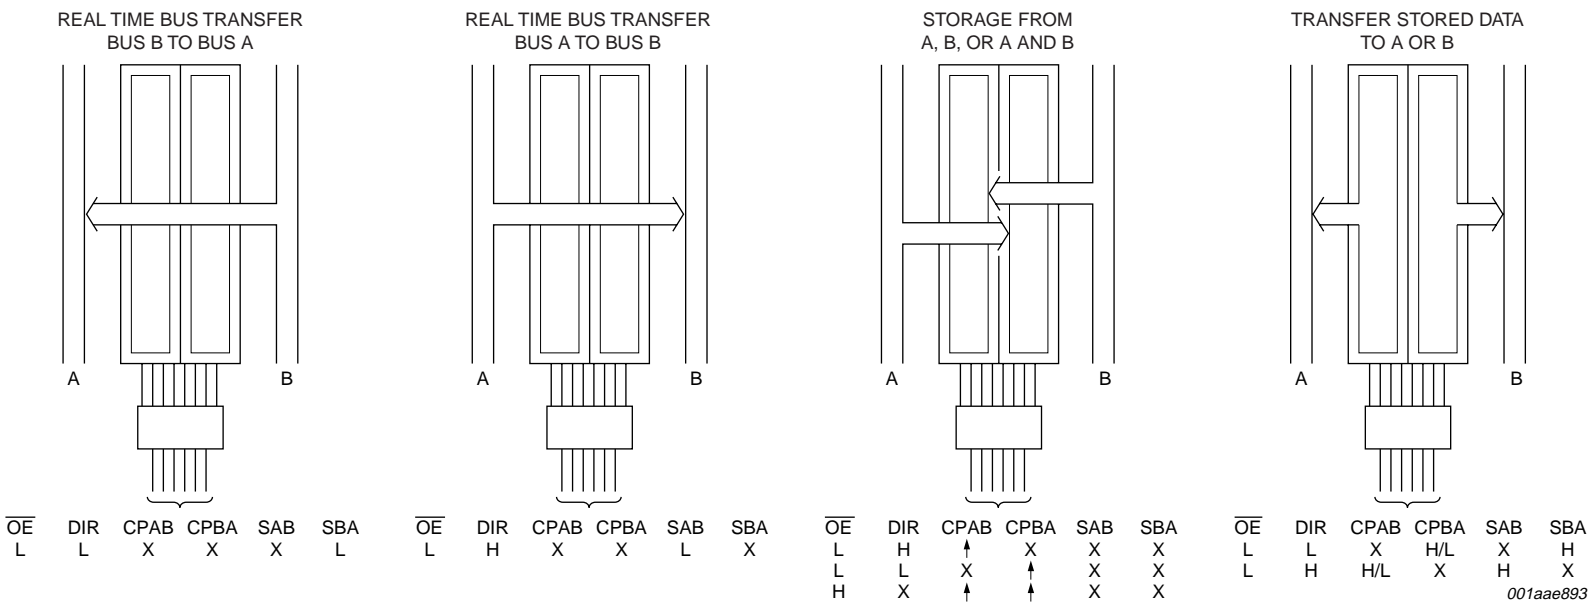 REAL TIME BUS TRANSFER
BUS B TO BUS A
REAL TIME BUS TRANSFER
BUS A TO BUS B
STORAGE FROM
A, B, OR A AND B
TRANSFER STORED DATA
TO A OR B
A B
A B
A B
A B
OE DIR CPAB CPBA SAB SBA
L L X X X L
OE DIR CPAB CPBA SAB SBA
L H X X L X
OE DIR CPAB CPBA SAB SBA
L H ↑ X X X
L L X ↑ X X
H X ↑ ↑ X X
OE DIR CPAB CPBA SAB SBA
L L X H/L X H
L H H/L X H X
001aae893